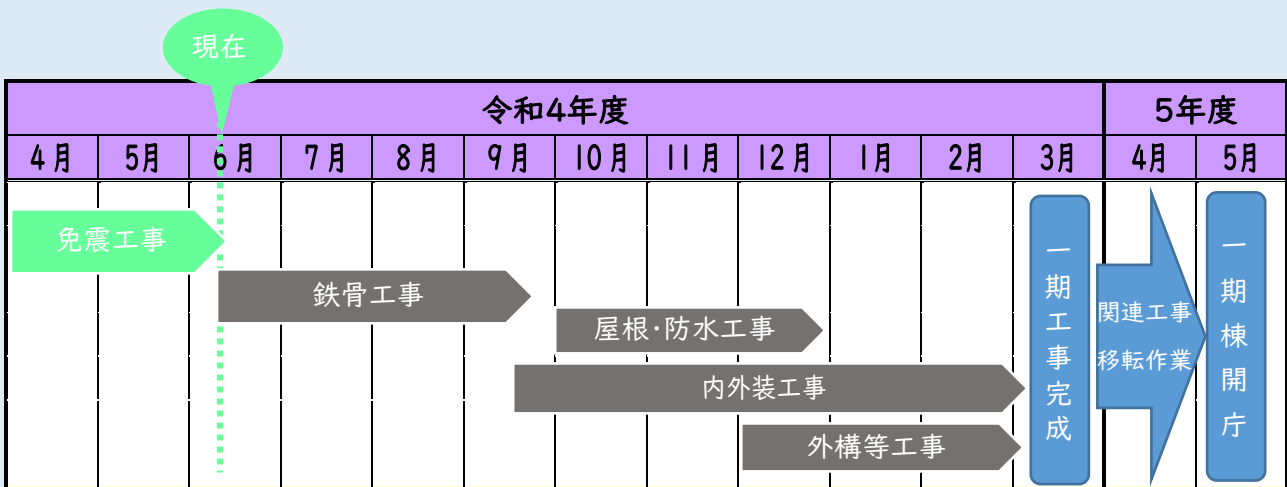 現在
令和4年度
5年度
4月
5月
6月
7月
8月
9月
10月
11月
12月
1月
2月
3月
4月
5月
免震工事
鉄骨工事
屋根・防水工事
内外装工事
外構等工事
一期工事完成
関連工事
移転作業
一期棟開庁